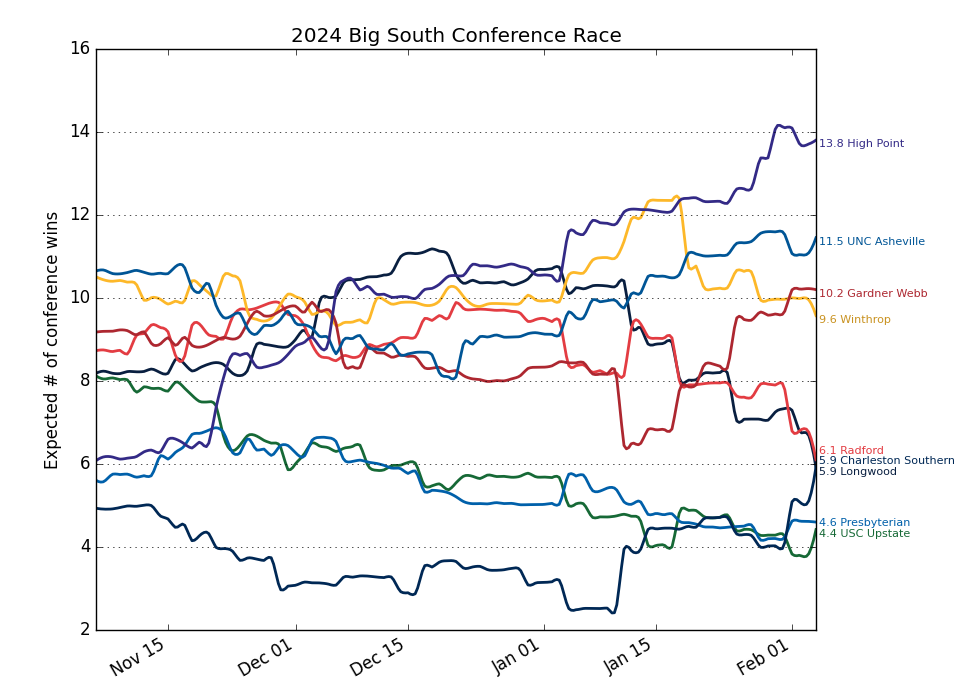 2024 Big South Conference Race
Expected # of conference wins
16
14
12
10
8
6
4
2
Nov 15
Dec 01
Dec 15
Jan 01
Jan 15
Feb 01
13.8 High Point
11.5 UNC Asheville
10.2 Gardner Webb
9.6 Winthrop
6.1 Radford
5.9 Charleston Southern
5.9 Longwood
4.6 Presbyterian
4.4 USC Upstate